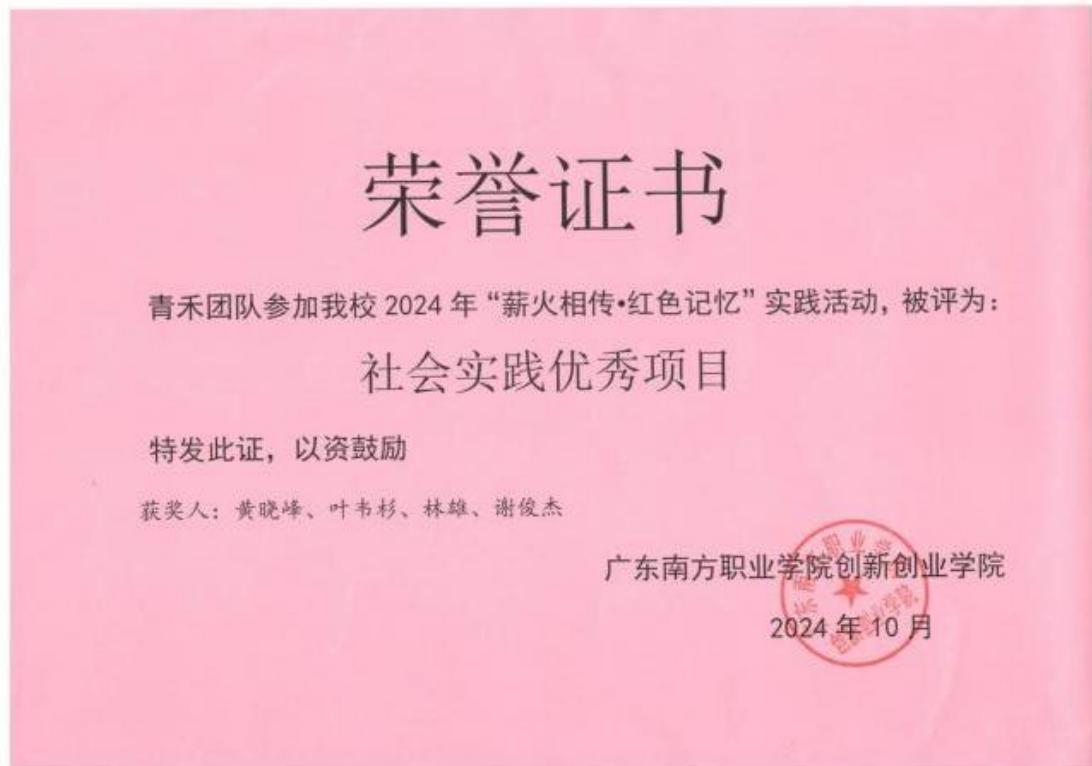 荣誉证书
青禾团队参加我校 2024 年“薪火相传•红色记忆”实践活动，被评为：
社会实践优秀项目
特发此证，以资鼓励
获奖人：黄晓峰、叶韦杉、林雄、谢俊杰
广东南方职业学院创新创业学院
2024 年 10 月